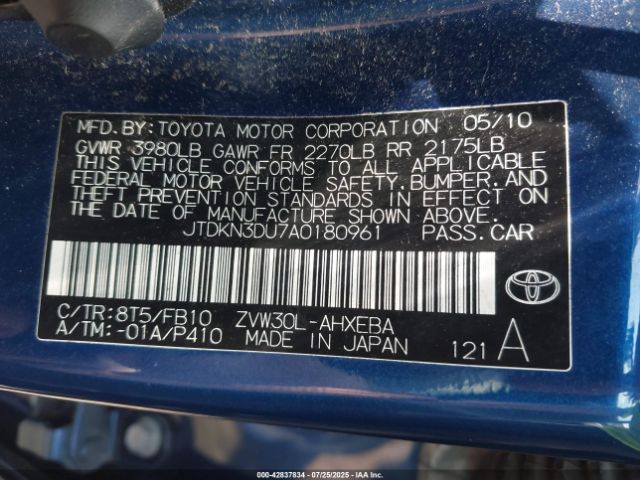 MFD.BY:TOYOTA MOTOR CORPORATION 05/10
GVWR 3980LB GAWR FR 2270LB RR 2175LB
THIS VEHICLE CONFORMS TO ALL APPLICABLE
FEDERAL MOTOR VEHICLE SAFETY,BUMPER,AND
THEFT PREVENTION STANDARDS IN EFFECT ON
THE DATE OF MANUFACTURE SHOWN ABOVE.
JTDKN3DU7A0180961 PASS.CAR
C/TR:8T5/FB10 ZVW30L-AHXEBA
A/TM:-01A/P410 MADE IN JAPAN
121 A
© IAA
STOCK NO: 000-42837834 - 07/25/2025 - © IAA